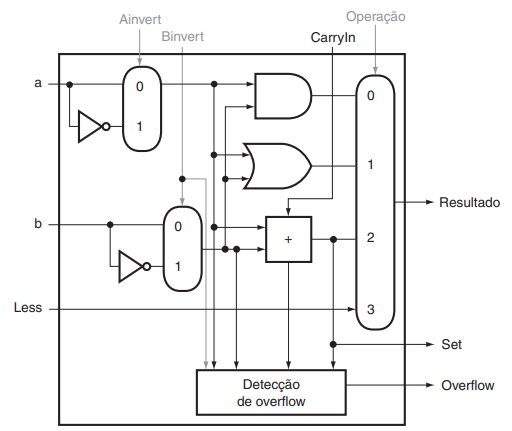 Ainvert
Operação
Binvert
CarryIn
a
0
1
0
1
b
0
1
+
2
Resultado
Less
3
Set
Detecção
de overflow
Overflow